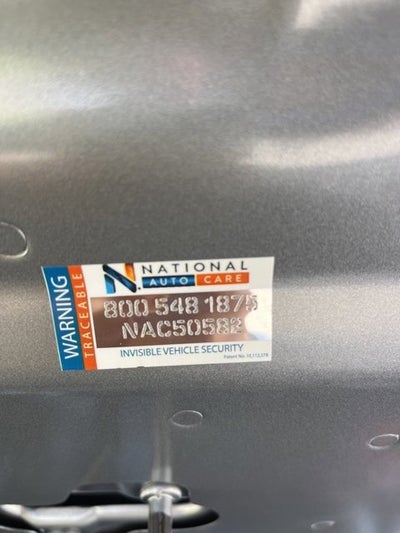 WARNING
TRACEABLE
NATIONAL
AUTO CARE
800 548 1875
NAC50582
INVISIBLE VEHICLE SECURITY